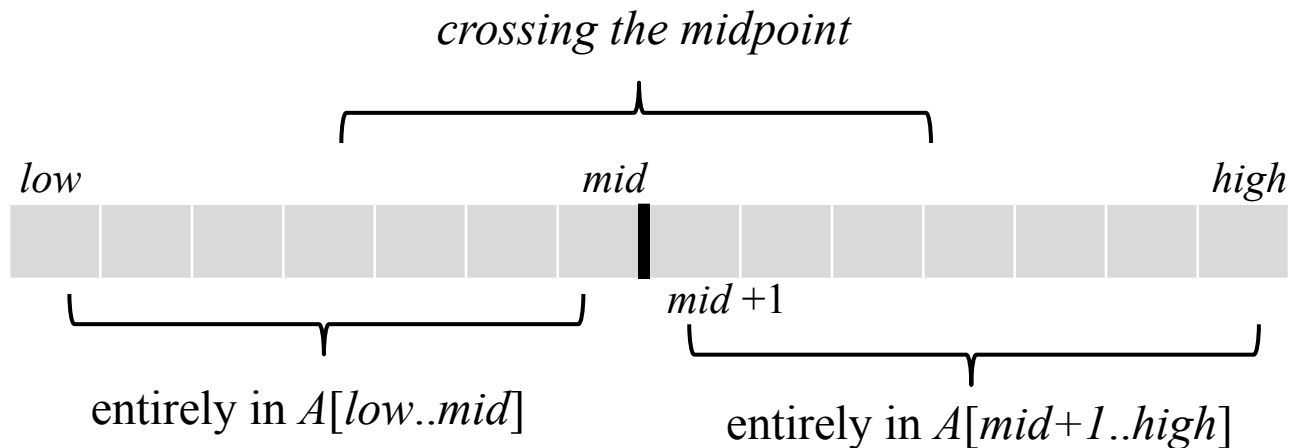 crossing the midpoint
low mid high
mid +1
entirely in A[low..mid] entirely in A[mid+1..high]